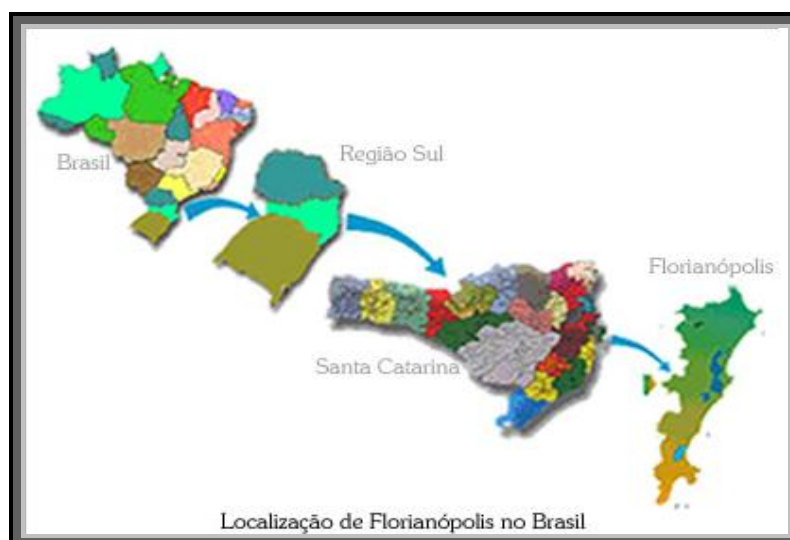 Brasil
Região Sul
Santa Catarina
Florianópolis
Localização de Florianópolis no Brasil